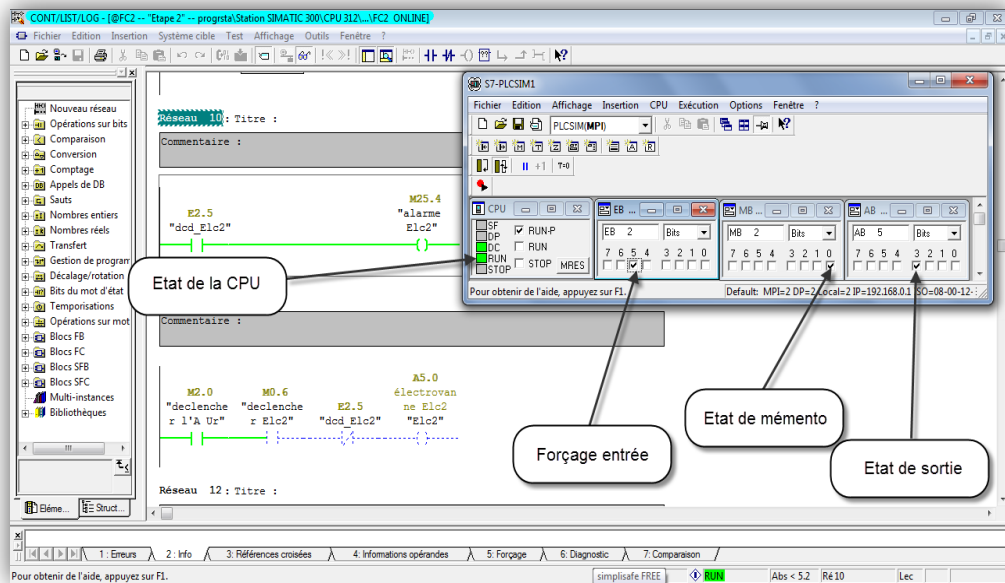 CONT/LIST/LOG - [@FC2 -- "Etape 2" -- progrsta\Station SIMATIC 300\CPU 312\...\FC2 ONLINE]
Fichier Edition Insertion Système cible Test Affichage Outils Fenêtre ?
Nouveau réseau
Opérations sur bits
Comparaison
Conversion
Comptage
Appels de DB
Sauts
Nombres entiers
Nombres réels
Transfert
Gestion de program
Décalage/rotation
Bits du mot d'état
Temporisations
Opérations sur mot
Blocs FB
Blocs FC
Blocs SFB
Blocs SFC
Multi-instances
Bibliothèques
Eléme...
Struct...
Réseau 10: Titre :
Commentaire :
E2.5
"dcd_Elc2"
M25.4
"alarme
Elc2"
Commentaire :
M2.0
"declenche
r l'A Ur"
M0.6
"declenche
r Elc2"
E2.5
"dcd_Elc2"
A5.0
électrovan
ne Elc2
"Elc2"
Réseau 12: Titre :
S7-PLCSIM1
Fichier Edition Affichage Insertion CPU Exécution Options Fenêtre ?
PLCSIM(MPI)
+1 T=0
CPU
SF
DP
DC
RUN
STOP
RUN-P
RUN
STOP
MRES
EB ...
EB 2 Bits
7 6 5 4 3 2 1 0
MB ...
MB 2 Bits
7 6 5 4 3 2 1 0
AB ...
AB 5 Bits
7 6 5 4 3 2 1 0
Pour obtenir de l'aide, appuyez sur F1.
Default: MPI=2 DP=2 Local=2 IP=192.168.0.1 ISO=08-00-12-
Etat de la CPU
Forçage entrée
Etat de mémento
Etat de sortie
1 : Erreurs
2 : Info
3: Références croisées
4: Informations opérandes
5: Forçage
6: Diagnostic
7: Comparaison
Pour obtenir de l'aide, appuyez sur F1.
simplisafe FREE
RUN
Abs < 5.2
Ré 10
Lec